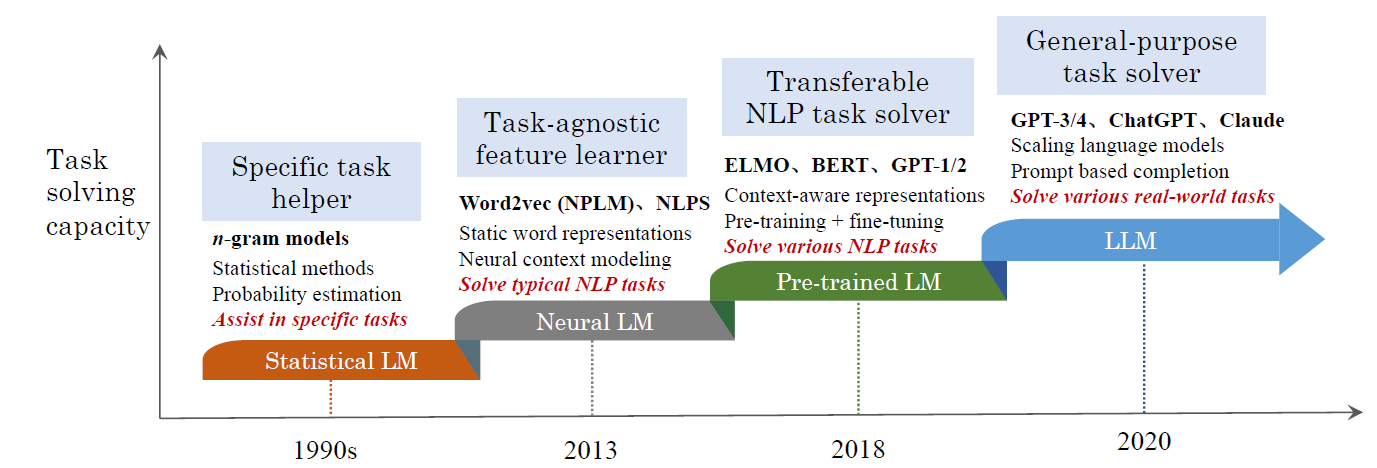 Task
solving
capacity
Specific task
helper
n-gram models
Statistical methods
Probability estimation
Assist in specific tasks
Statistical LM
1990s
Task-agnostic
feature learner
Word2vec (NPLM)、NLPS
Static word representations
Neural context modeling
Solve typical NLP tasks
Neural LM
2013
Transferable
NLP task solver
ELMO、BERT、GPT-1/2
Context-aware representations
Pre-training + fine-tuning
Solve various NLP tasks
Pre-trained LM
2018
General-purpose
task solver
GPT-3/4、ChatGPT、Claude
Scaling language models
Prompt based completion
Solve various real-world tasks
LLM
2020